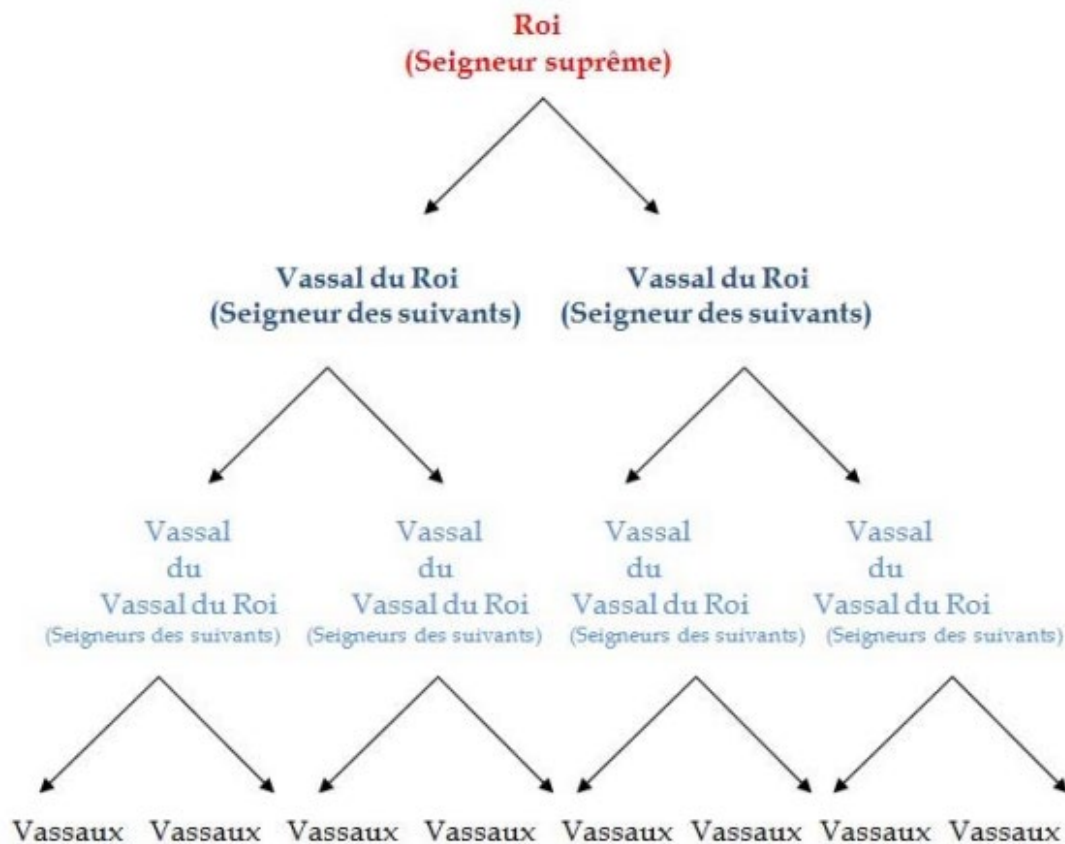 Roi
(Seigneur suprême)
Vassal du Roi
(Seigneur des suivants)
Vassal du Roi
(Seigneur des suivants)
Vassal
du
Vassal du Roi
(Seigneurs des suivants)
Vassal
du
Vassal du Roi
(Seigneurs des suivants)
Vassal
du
Vassal du Roi
(Seigneurs des suivants)
Vassal
du
Vassal du Roi
(Seigneurs des suivants)
Vassaux Vassaux Vassaux Vassaux Vassaux Vassaux Vassaux Vassaux